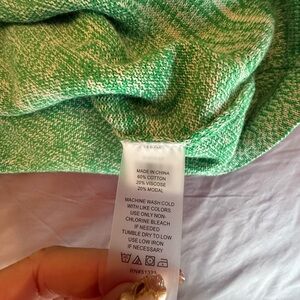 MADE IN CHINA
60% COTTON
20% VISCOSE
20% MODAL
MACHINE WASH COLD
WITH LIKE COLORS
USE ONLY NON-
CHLORINE BLEACH
IF NEEDED
TUMBLE DRY LOW
USE LOW IRON
IF NECESSARY